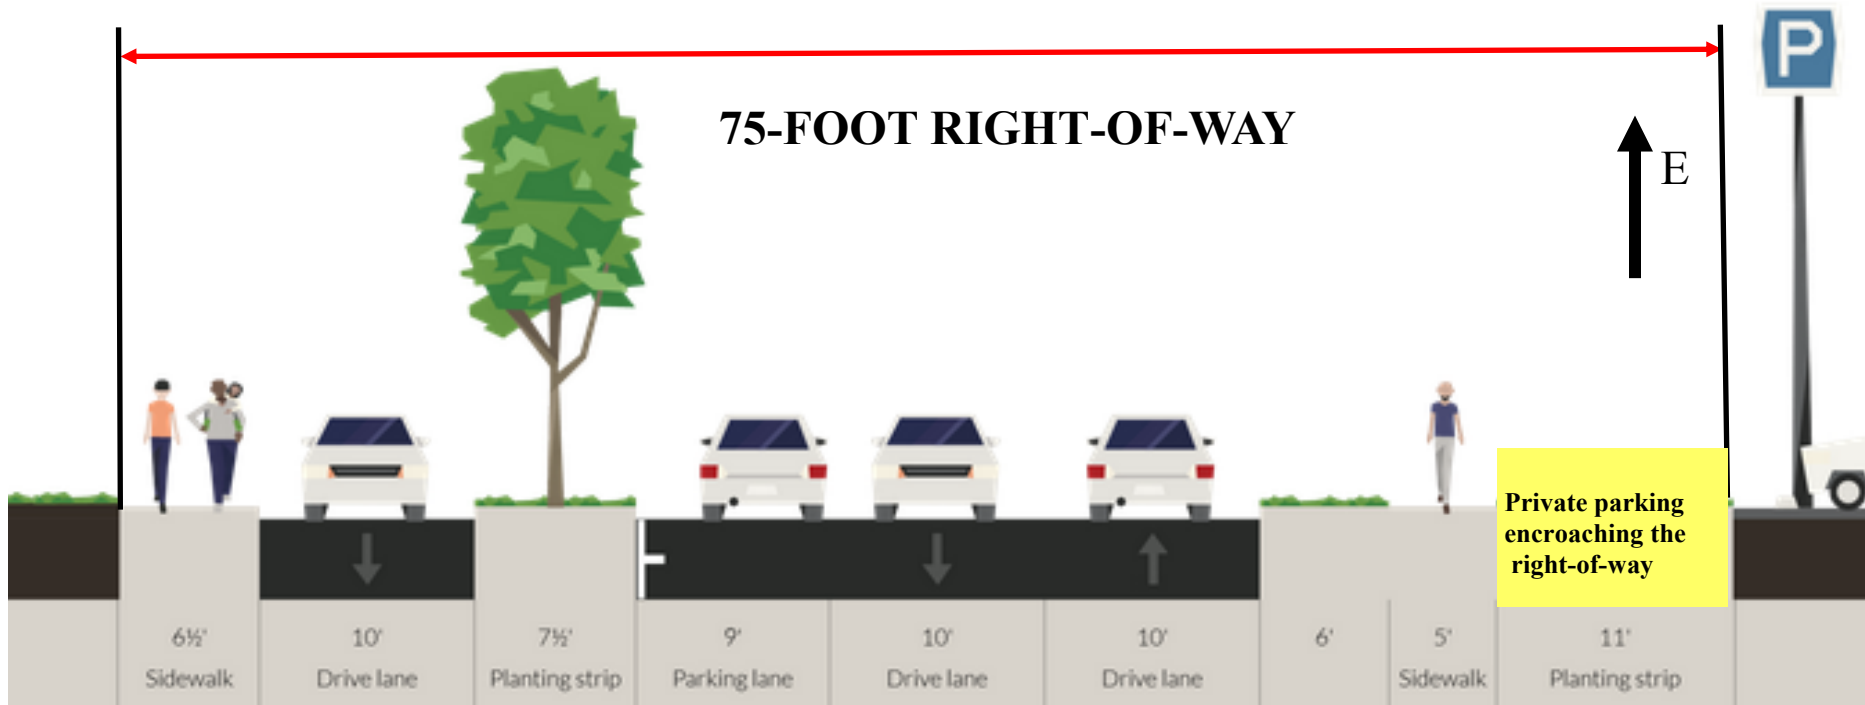 P
75-FOOT RIGHT-OF-WAY
E
Private parking
encroaching the
right-of-way
6½' 10' 7½' 9' 10' 10' 6' 5' 11'
Sidewalk Drive lane Planting strip Parking lane Drive lane Drive lane Sidewalk Planting strip